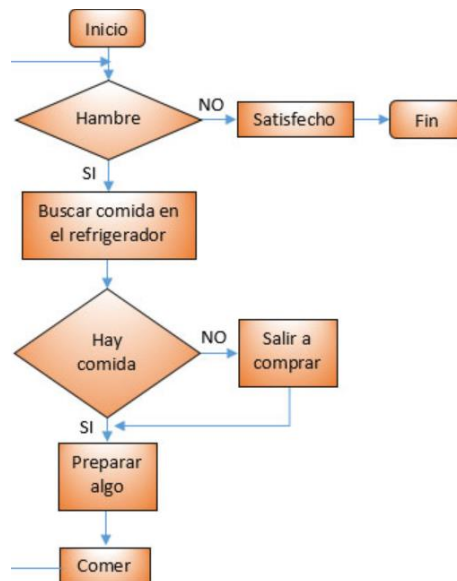 Inicio
Hambre
NO
Satisfecho
Fin
SI
Buscar comida en
el refrigerador
Hay
comida
NO
Salir a
comprar
SI
Preparar
algo
Comer